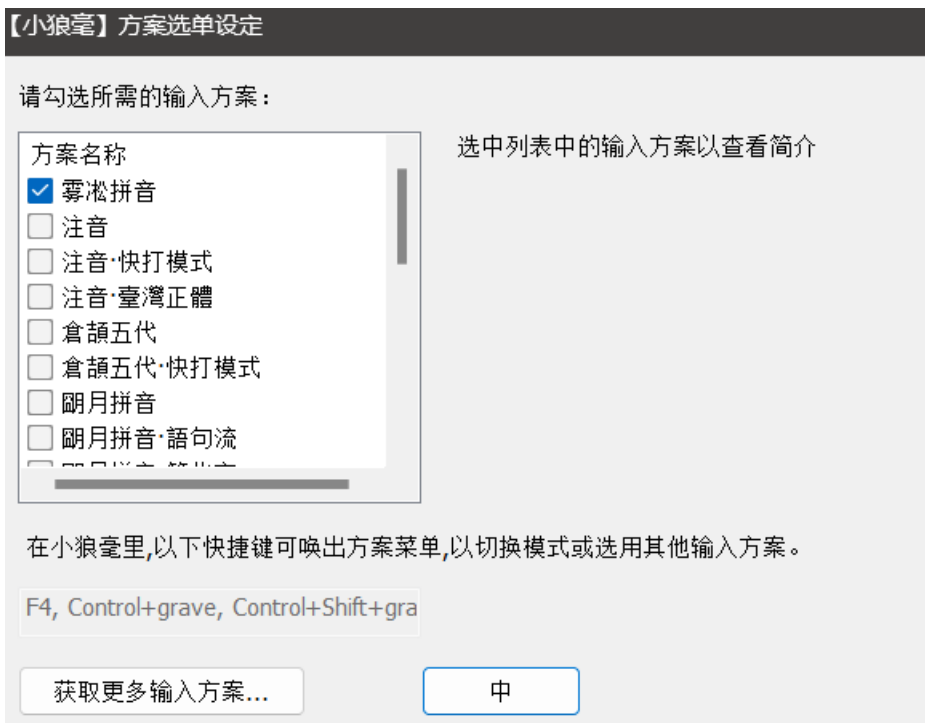 【小狼毫】方案选单设定
请勾选所需的输入方案：
方案名称
选中列表中的输入方案以查看简介
雾凇拼音
注音
注音·快打模式
注音·臺灣正體
倉頡五代
倉頡五代·快打模式
朙月拼音
朙月拼音·語句流
在小狼毫里,以下快捷键可唤出方案菜单,以切换模式或选用其他输入方案。
F4, Control+grave, Control+Shift+gra
获取更多输入方案...
中